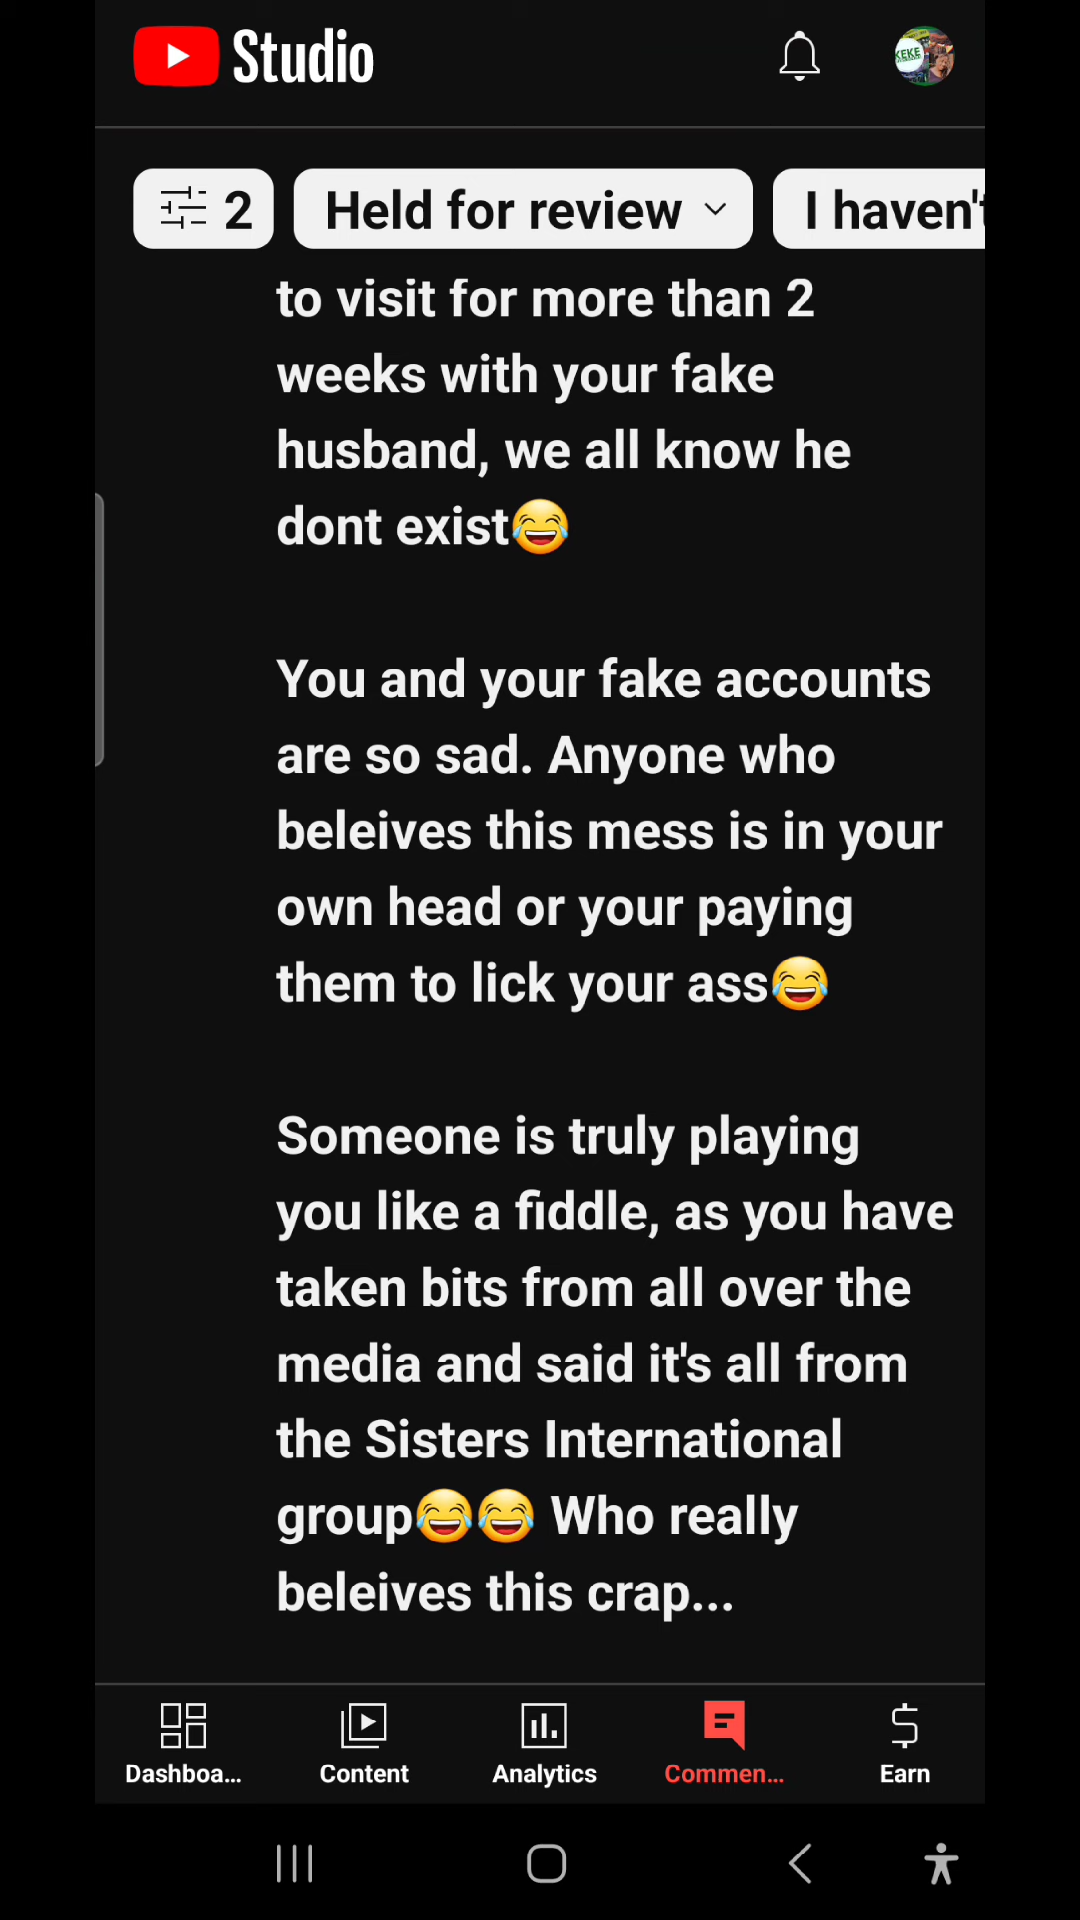 Studio
KEKE
2
Held for review
I haven't
to visit for more than 2
weeks with your fake
husband, we all know he
dont exist😂
You and your fake accounts
are so sad. Anyone who
beleives this mess is in your
own head or your paying
them to lick your ass😂
Someone is truly playing
you like a fiddle, as you have
taken bits from all over the
media and said it's all from
the Sisters International
group😂😂 Who really
beleives this crap...
Dashboa...
Content
Analytics
Commen...
Earn